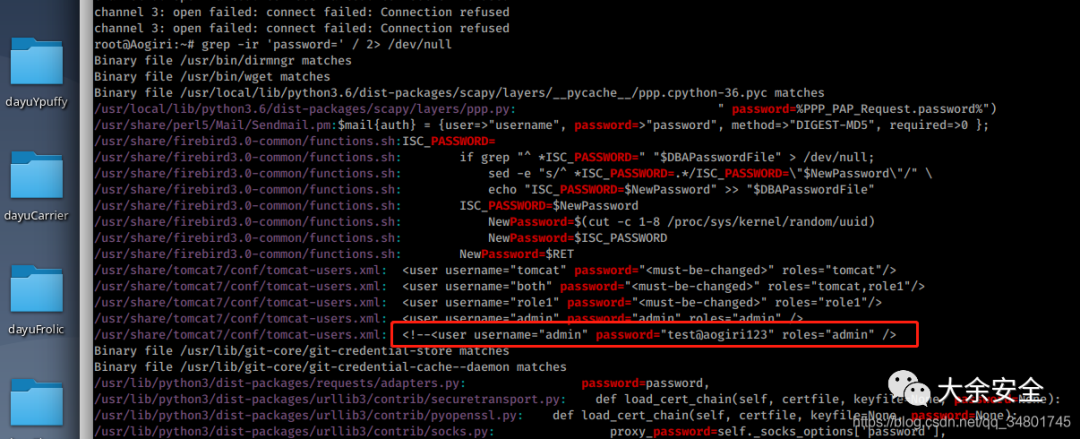 channel 3: open failed: connect failed: Connection refused
channel 3: open failed: connect failed: Connection refused
root@Aogiri:~# grep -ir 'password=' / 2> /dev/null
Binary file /usr/bin/dirmngr matches
Binary file /usr/bin/wget matches
Binary file /usr/local/lib/python3.6/dist-packages/scapy/layers/__pycache__/ppp.cpython-36.pyc matches
/usr/local/lib/python3.6/dist-packages/scapy/layers/ppp.py: " password=%PPP_PAP_Request.password%")
/usr/share/perl5/Mail/Sendmail.pm:$mail{auth} = {user=>"username", password=>"password", method=>"DIGEST-MD5", required=>0 };
/usr/share/firebird3.0-common/functions.sh:ISC_PASSWORD=
/usr/share/firebird3.0-common/functions.sh: if grep "^ *ISC_PASSWORD=" "$DBAPasswordFile" > /dev/null;
/usr/share/firebird3.0-common/functions.sh: sed -e "s/^ *ISC_PASSWORD=.*/ISC_PASSWORD=\"$NewPassword\"/" \
/usr/share/firebird3.0-common/functions.sh: echo "ISC_PASSWORD=$NewPassword" >> "$DBAPasswordFile"
/usr/share/firebird3.0-common/functions.sh: ISC_PASSWORD=$NewPassword
/usr/share/firebird3.0-common/functions.sh: NewPassword=$(cut -c 1-8 /proc/sys/kernel/random/uuid)
/usr/share/firebird3.0-common/functions.sh: NewPassword=$ISC_PASSWORD
/usr/share/firebird3.0-common/functions.sh: NewPassword=$RET
/usr/share/tomcat7/conf/tomcat-users.xml: <user username="tomcat" password="<must-be-changed>" roles="tomcat"/>
/usr/share/tomcat7/conf/tomcat-users.xml: <user username="both" password="<must-be-changed>" roles="tomcat,role1"/>
/usr/share/tomcat7/conf/tomcat-users.xml: <user username="role1" password="<must-be-changed>" roles="role1"/>
/usr/share/tomcat7/conf/tomcat-users.xml: <user username="admin" password="admin" roles="admin" />
/usr/share/tomcat7/conf/tomcat-users.xml: <!--<user username="admin" password="test@aogiri123" roles="admin" />
Binary file /usr/lib/git-core/git-credential-store matches
Binary file /usr/lib/git-core/git-credential-cache--daemon matches
/usr/lib/python3/dist-packages/requests/adapters.py: password=password,
/usr/lib/python3/dist-packages/urllib3/contrib/securetransport.py: def load_cert_chain(self, certfile, keyfile=None, password=None):
/usr/lib/python3/dist-packages/urllib3/contrib/pyopenssl.py: def load_cert_chain(self, certfile, keyfile=None, password=None):
/usr/lib/python3/dist-packages/urllib3/contrib/socks.py: proxy_password=self._socks_options['password'],
dayuYpuffy
dayuCarrier
dayuFrolic
大余安全
https://blog.csdn.net/qq_34801745